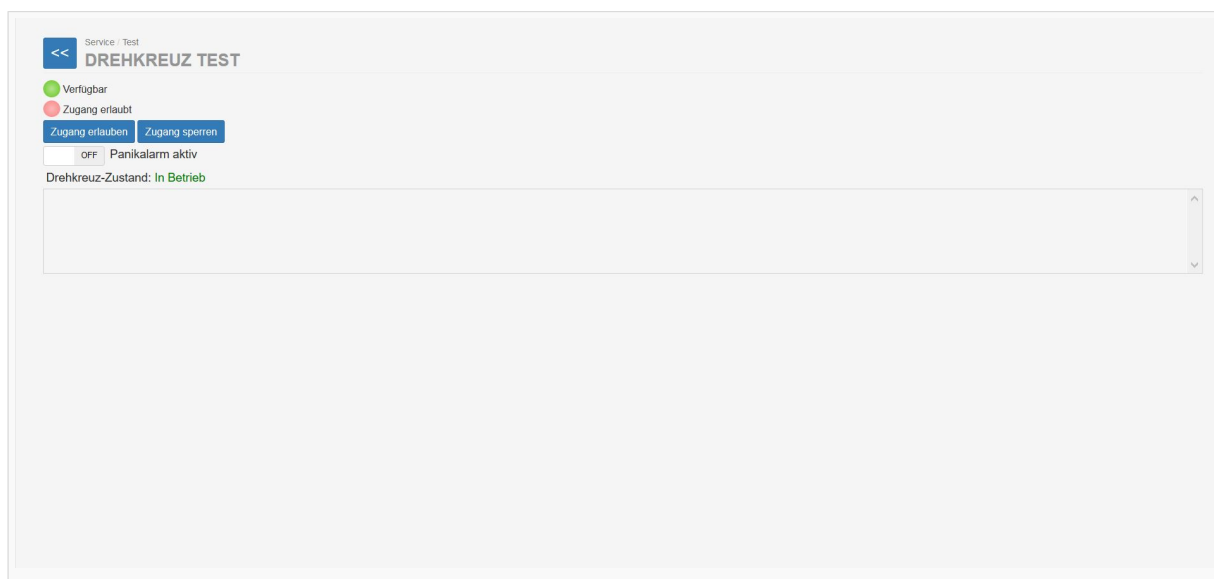 <<
Service / Test
DREHKREUZ TEST
Verfügbar
Zugang erlaubt
Zugang erlauben Zugang sperren
OFF Panikalarm aktiv
Drehkreuz-Zustand: In Betrieb